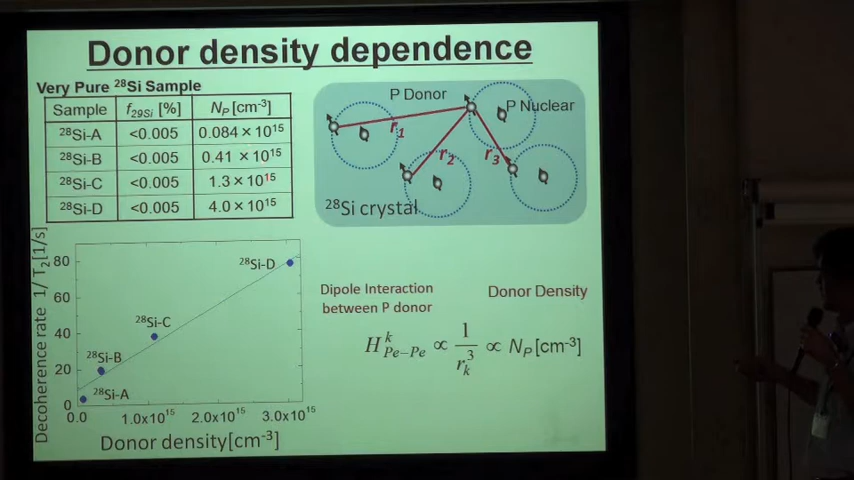 Donor density dependence
Very Pure ²⁸Si Sample
Sample f₂₉Si [%] N_P [cm⁻³]
²⁸Si-A <0.005 0.084 × 10¹⁵
²⁸Si-B <0.005 0.41 × 10¹⁵
²⁸Si-C <0.005 1.3 × 10¹⁵
²⁸Si-D <0.005 4.0 × 10¹⁵
P Donor
P Nuclear
r₁
r₂
r₃
²⁸Si crystal
Decoherence rate 1/ T₂[1/s]
80
60
40
20
0
²⁸Si-D
²⁸Si-C
²⁸Si-B
²⁸Si-A
0.0 1.0x10¹⁵ 2.0x10¹⁵ 3.0x10¹⁵
Donor density[cm⁻³]
Dipole Interaction
between P donor
Donor Density
H^k_{Pe−Pe} ∝ 1/r_k³ ∝ N_P[cm⁻³]